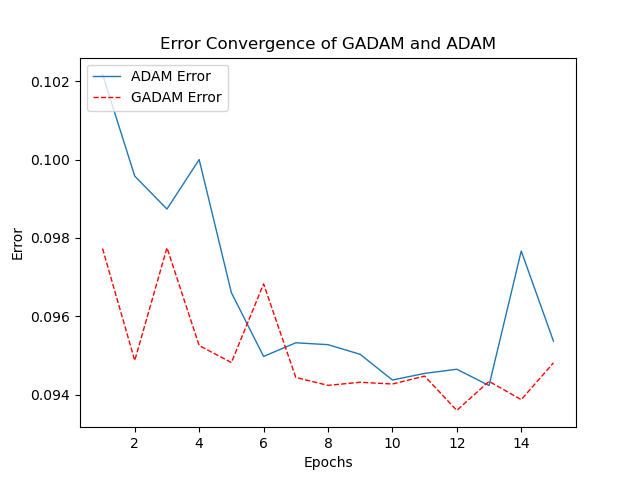 Error Convergence of GADAM and ADAM
ADAM Error
GADAM Error
0.102
0.100
0.098
0.096
0.094
Error
2 4 6 8 10 12 14
Epochs